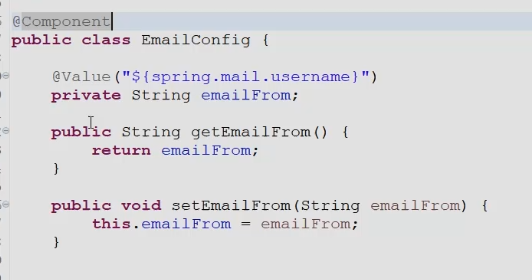 @Component
public class EmailConfig {
@Value("${spring.mail.username}")
private String emailFrom;
public String getEmailFrom() {
return emailFrom;
}
public void setEmailFrom(String emailFrom) {
this.emailFrom = emailFrom;
}